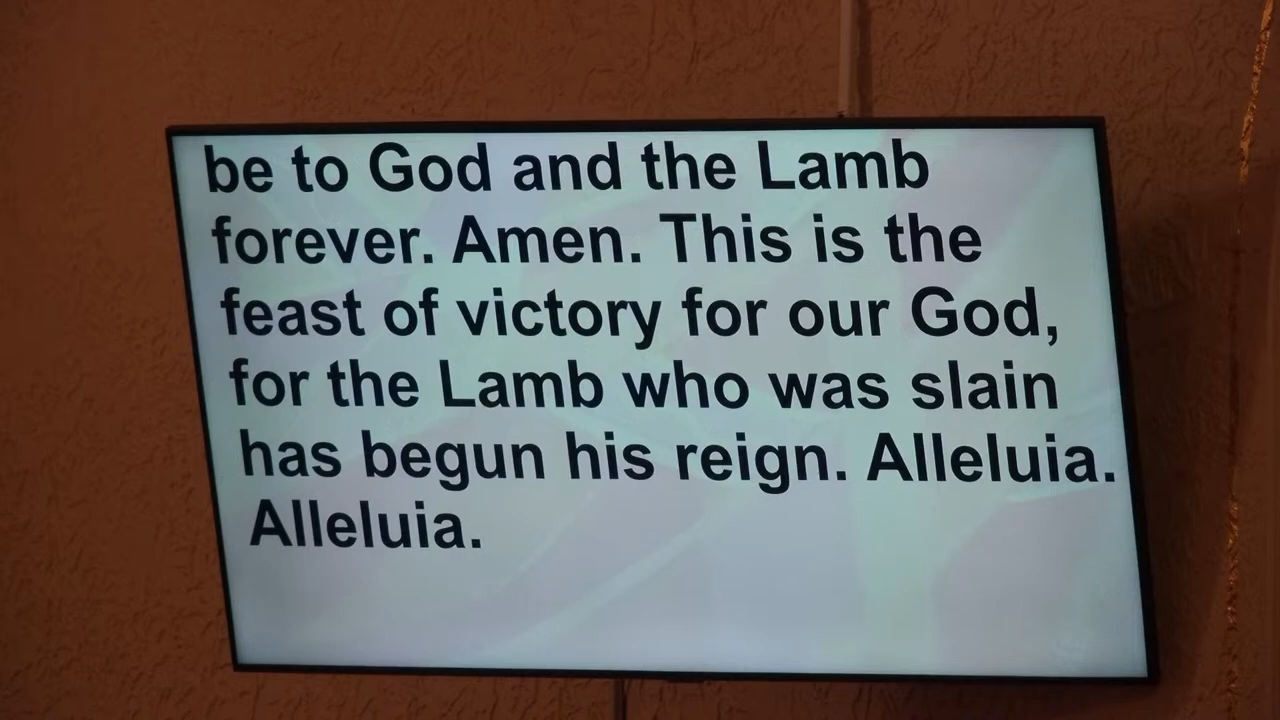 be to God and the Lamb
forever. Amen. This is the
feast of victory for our God,
for the Lamb who was slain
has begun his reign. Alleluia.
Alleluia.